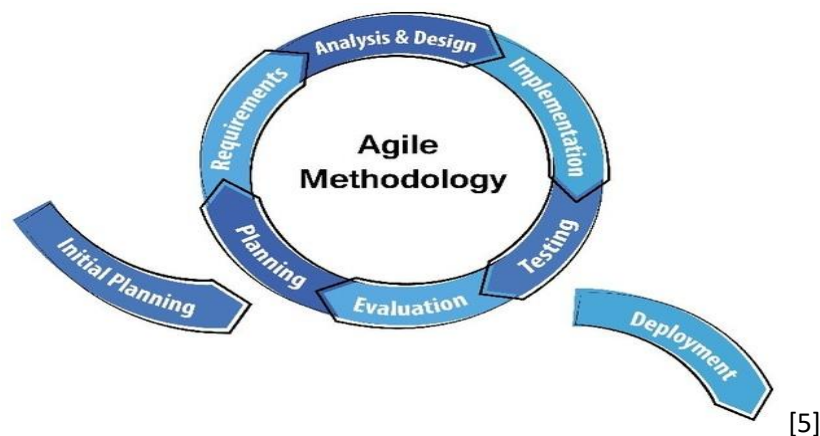 Analysis & Design
Implementation
Requirements
Agile
Methodology
Initial Planning
Planning
Testing
Evaluation
Deployment
[5]